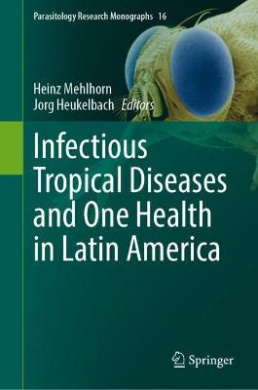 Parasitology Research Monographs 16
Heinz Mehlhorn
Jorg Heukelbach Editors
Infectious
Tropical Diseases
and One Health
in Latin America
Springer